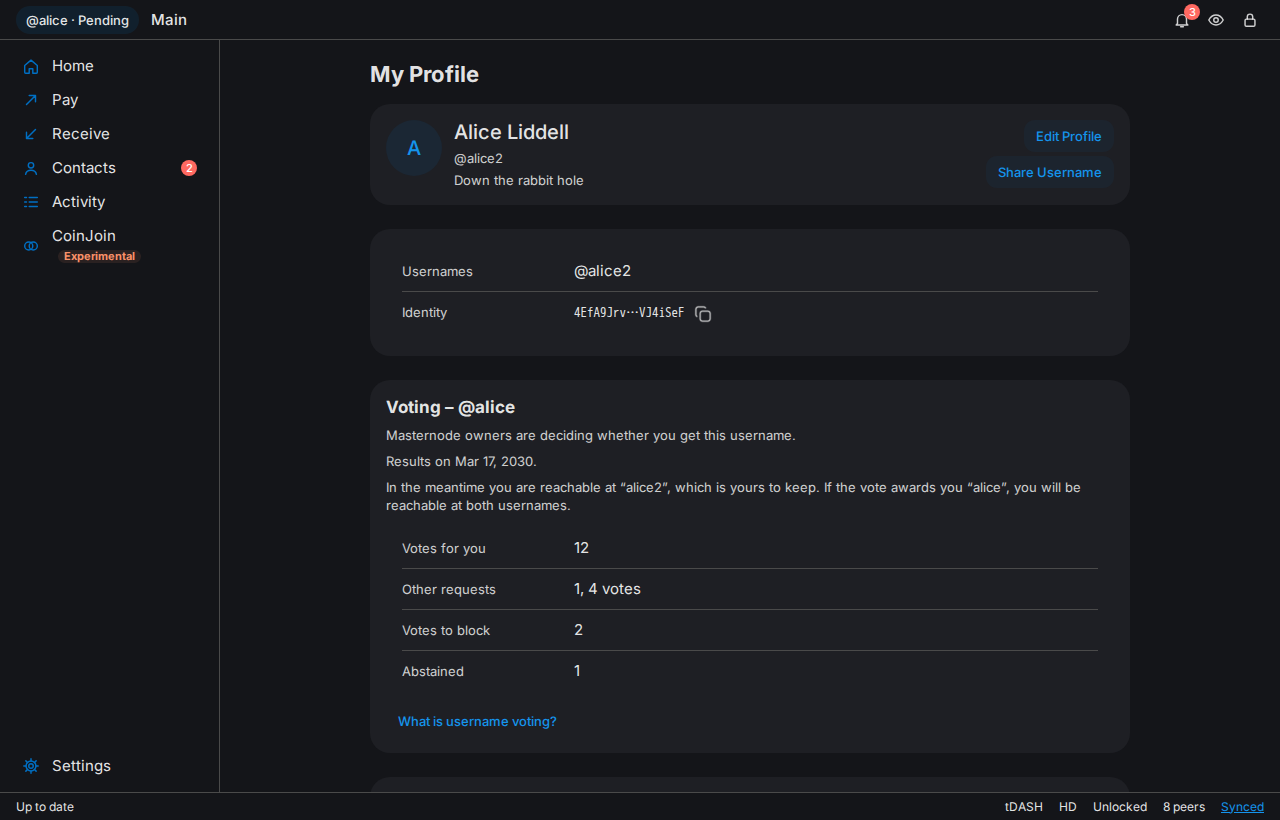 @alice · Pending
Main
3
Home
Pay
Receive
Contacts
2
Activity
CoinJoin
Experimental
Settings
My Profile
A
Alice Liddell
@alice2
Down the rabbit hole
Edit Profile
Share Username
Usernames @alice2
Identity 4EfA9Jrv⋯VJ4iSeF
Voting – @alice
Masternode owners are deciding whether you get this username.
Results on Mar 17, 2030.
In the meantime you are reachable at “alice2”, which is yours to keep. If the vote awards you “alice”, you will be
reachable at both usernames.
Votes for you 12
Other requests 1, 4 votes
Votes to block 2
Abstained 1
What is username voting?
Up to date
tDASH HD Unlocked 8 peers Synced